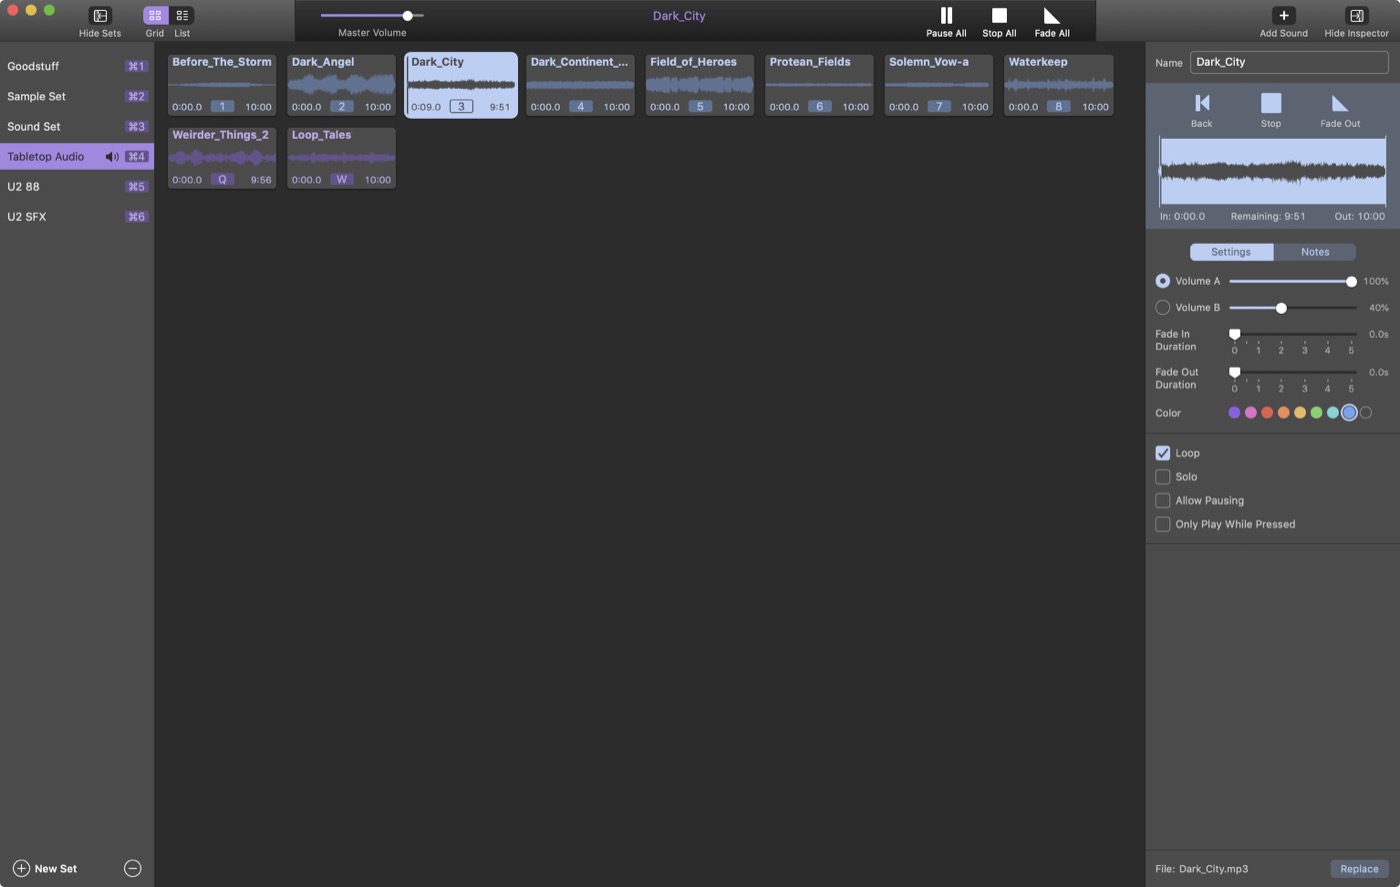 Hide Sets
Grid
List
Master Volume
Dark_City
Pause All
Stop All
Fade All
Add Sound
Hide Inspector
Goodstuff ⌘1
Sample Set ⌘2
Sound Set ⌘3
Tabletop Audio ⌘4
U2 88 ⌘5
U2 SFX ⌘6
New Set
Before_The_Storm
0:00.0 1 10:00
Dark_Angel
0:00.0 2 10:00
Dark_City
0:09.0 3 9:51
Dark_Continent_...
0:00.0 4 10:00
Field_of_Heroes
0:00.0 5 10:00
Protean_Fields
0:00.0 6 10:00
Solemn_Vow-a
0:00.0 7 10:00
Waterkeep
0:00.0 8 10:00
Weirder_Things_2
0:00.0 Q 9:56
Loop_Tales
0:00.0 W 10:00
Name Dark_City
Back
Stop
Fade Out
In: 0:00.0 Remaining: 9:51 Out: 10:00
Settings Notes
Volume A 100%
Volume B 40%
Fade In
Duration
0.0s
0 1 2 3 4 5
Fade Out
Duration
0.0s
0 1 2 3 4 5
Color
Loop
Solo
Allow Pausing
Only Play While Pressed
File: Dark_City.mp3 Replace